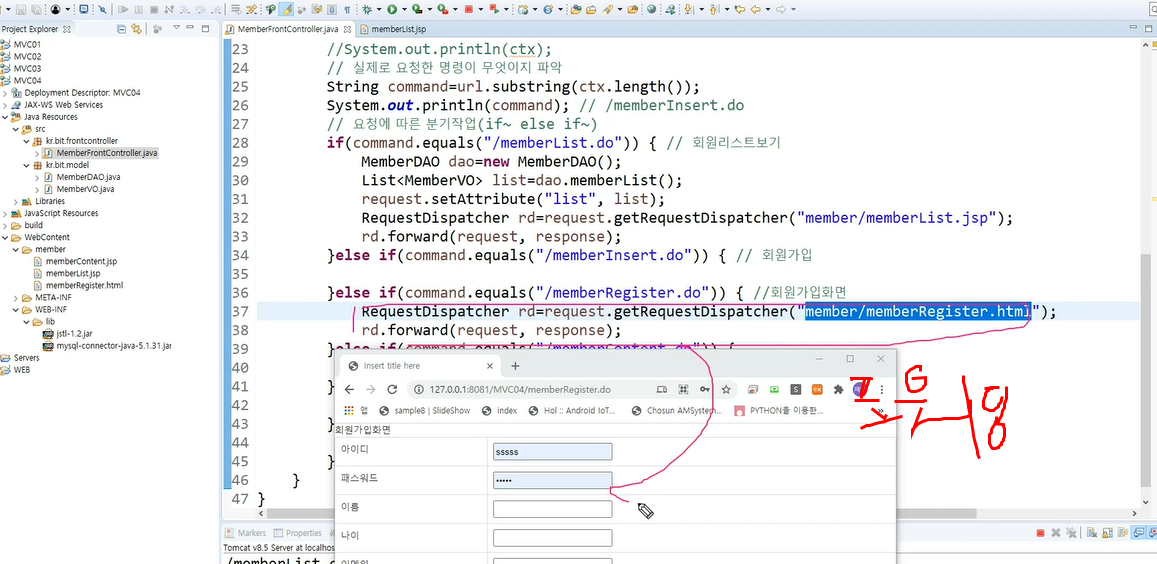 Project Explorer
MemberFrontController.java
memberList.jsp
MVC01
MVC02
MVC03
MVC04
Deployment Descriptor: MVC04
JAX-WS Web Services
Java Resources
src
kr.bit.frontcontroller
MemberFrontController.java
kr.bit.model
MemberDAO.java
MemberVO.java
Libraries
JavaScript Resources
build
WebContent
member
memberContent.jsp
memberList.jsp
memberRegister.html
META-INF
WEB-INF
lib
jstl-1.2.jar
mysql-connector-java-5.1.31.jar
Servers
WEB
23 //System.out.println(ctx);
24 // 실제로 요청한 명령이 무엇이지 파악
25 String command=url.substring(ctx.length());
26 System.out.println(command); // /memberInsert.do
27 // 요청에 따른 분기작업(if~ else if~)
28 if(command.equals("/memberList.do")) { // 회원리스트보기
29 MemberDAO dao=new MemberDAO();
30 List<MemberVO> list=dao.memberList();
31 request.setAttribute("list", list);
32 RequestDispatcher rd=request.getRequestDispatcher("member/memberList.jsp");
33 rd.forward(request, response);
34 }else if(command.equals("/memberInsert.do")) { // 회원가입
35
36 }else if(command.equals("/memberRegister.do")) { //회원가입화면
37 RequestDispatcher rd=request.getRequestDispatcher("member/memberRegister.html");
38 rd.forward(request, response);
39 }else if(command.equals("/memberContent.do")) {
40
41 }
42
43 }
44
45 }
46 }
47 }
Insert title here
127.0.0.1:8081/MVC04/memberRegister.do
앱
sample8 | SlideShow
index
Hol :: Android IoT...
Chosun AMSystem...
PYTHON을 이용한...
회원가입화면
아이디
sssss
패스워드
•••••
이름
나이
포워딩
Markers
Properties
Tomcat v8.5 Server at localhos